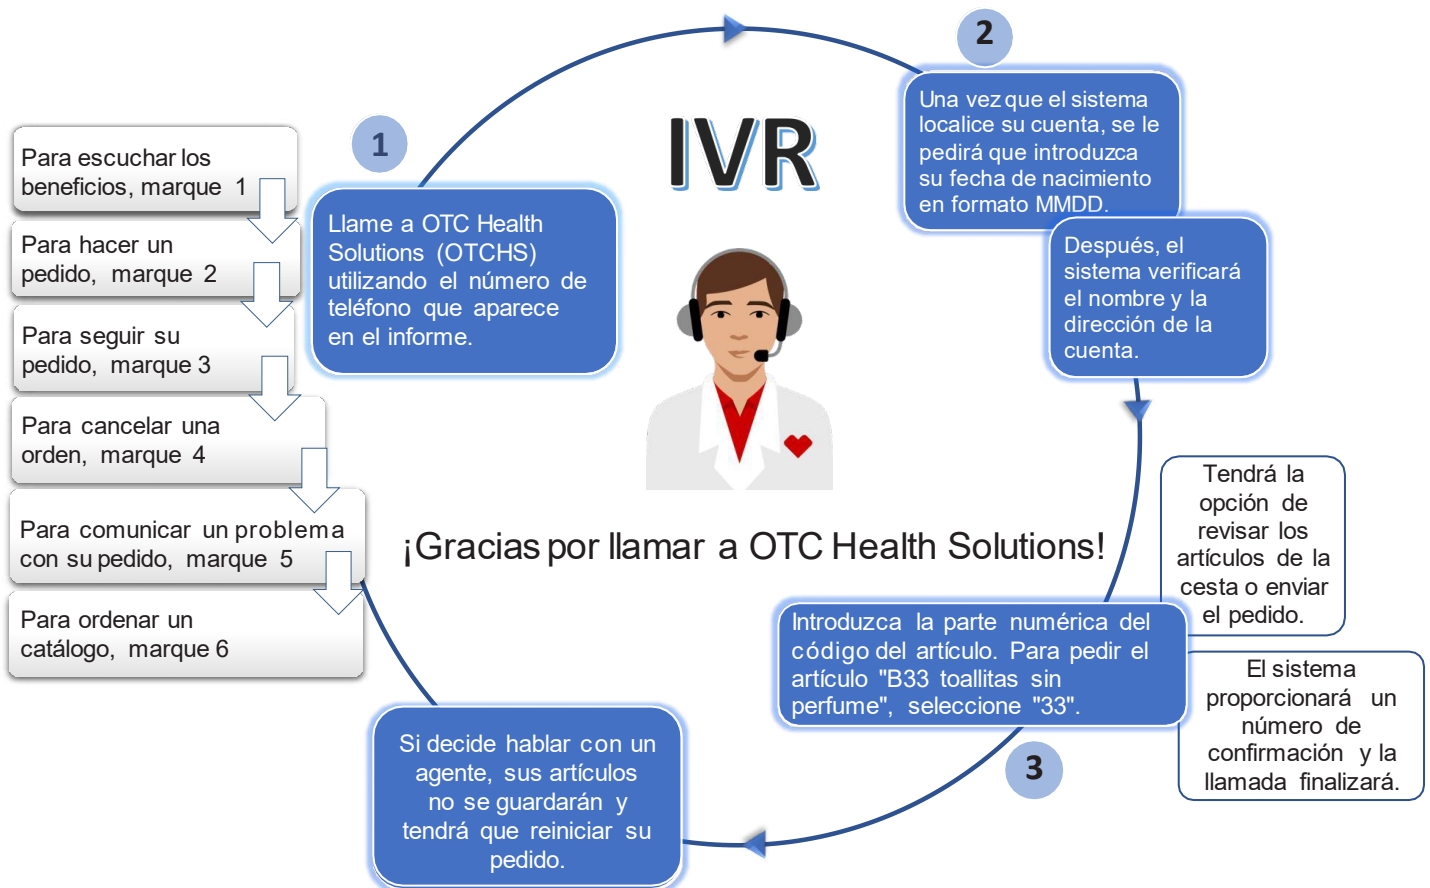 IVR
Para escuchar los
beneficios, marque 1
Para hacer un
pedido, marque 2
Para seguir su
pedido, marque 3
Para cancelar una
orden, marque 4
Para comunicar un problema
con su pedido, marque 5
Para ordenar un
catálogo, marque 6
1
Llame a OTC Health
Solutions (OTCHS)
utilizando el número de
teléfono que aparece
en el informe.
2
Una vez que el sistema
localice su cuenta, se le
pedirá que introduzca
su fecha de nacimiento
en formato MMDD.
Después, el
sistema verificará
el nombre y la
dirección de la
cuenta.
¡Gracias por llamar a OTC Health Solutions!
3
Introduzca la parte numérica del
código del artículo. Para pedir el
artículo "B33 toallitas sin
perfume", seleccione "33".
Tendrá la
opción de
revisar los
artículos de la
cesta o enviar
el pedido.
El sistema
proporcionará un
número de
confirmación y la
llamada finalizará.
Si decide hablar con un
agente, sus artículos
no se guardarán y
tendrá que reiniciar su
pedido.